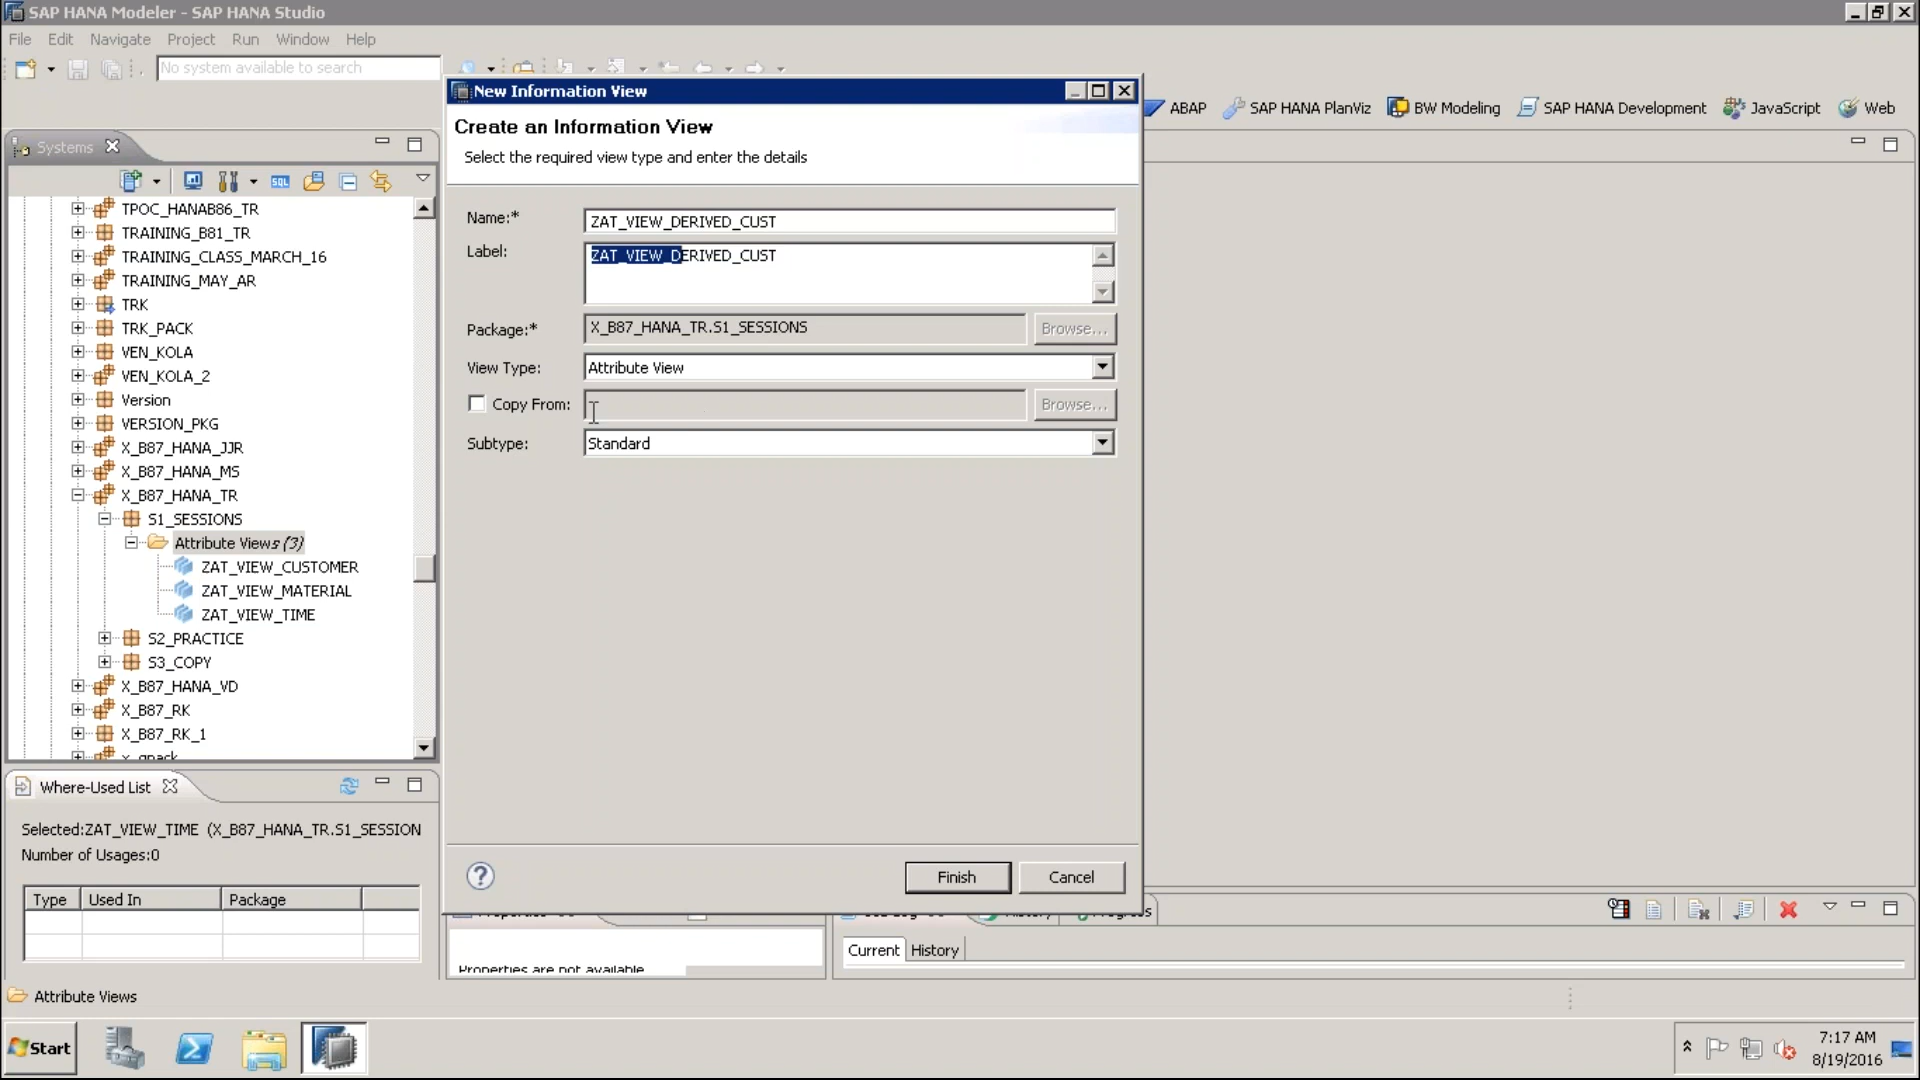 SAP HANA Modeler - SAP HANA Studio
File Edit Navigate Project Run Window Help
No system available to search
ABAP SAP HANA PlanViz BW Modeling SAP HANA Development JavaScript Web
Systems
SQL
TPOC_HANAB86_TR
TRAINING_B81_TR
TRAINING_CLASS_MARCH_16
TRAINING_MAY_AR
TRK
TRK_PACK
VEN_KOLA
VEN_KOLA_2
Version
VERSION_PKG
X_B87_HANA_JJR
X_B87_HANA_MS
X_B87_HANA_TR
S1_SESSIONS
Attribute Views (3)
ZAT_VIEW_CUSTOMER
ZAT_VIEW_MATERIAL
ZAT_VIEW_TIME
S2_PRACTICE
S3_COPY
X_B87_HANA_VD
X_B87_RK
X_B87_RK_1
New Information View
Create an Information View
Select the required view type and enter the details
Name:* ZAT_VIEW_DERIVED_CUST
Label: ZAT_VIEW_DERIVED_CUST
Package:* X_B87_HANA_TR.S1_SESSIONS Browse...
View Type: Attribute View
Copy From: Browse...
Subtype: Standard
Finish Cancel
Where-Used List
Selected:ZAT_VIEW_TIME (X_B87_HANA_TR.S1_SESSION
Number of Usages:0
Type Used In Package
Properties are not available
Current History
Attribute Views
Start
7:17 AM
8/19/2016